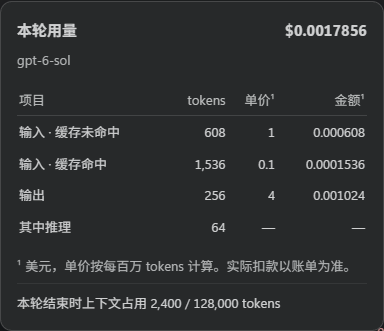 本轮用量 $0.0017856
gpt-6-sol
项目 tokens 单价¹ 金额¹
输入 · 缓存未命中 608 1 0.000608
输入 · 缓存命中 1,536 0.1 0.0001536
输出 256 4 0.001024
其中推理 64 — —
¹ 美元，单价按每百万 tokens 计算。实际扣款以账单为准。
本轮结束时上下文占用 2,400 / 128,000 tokens